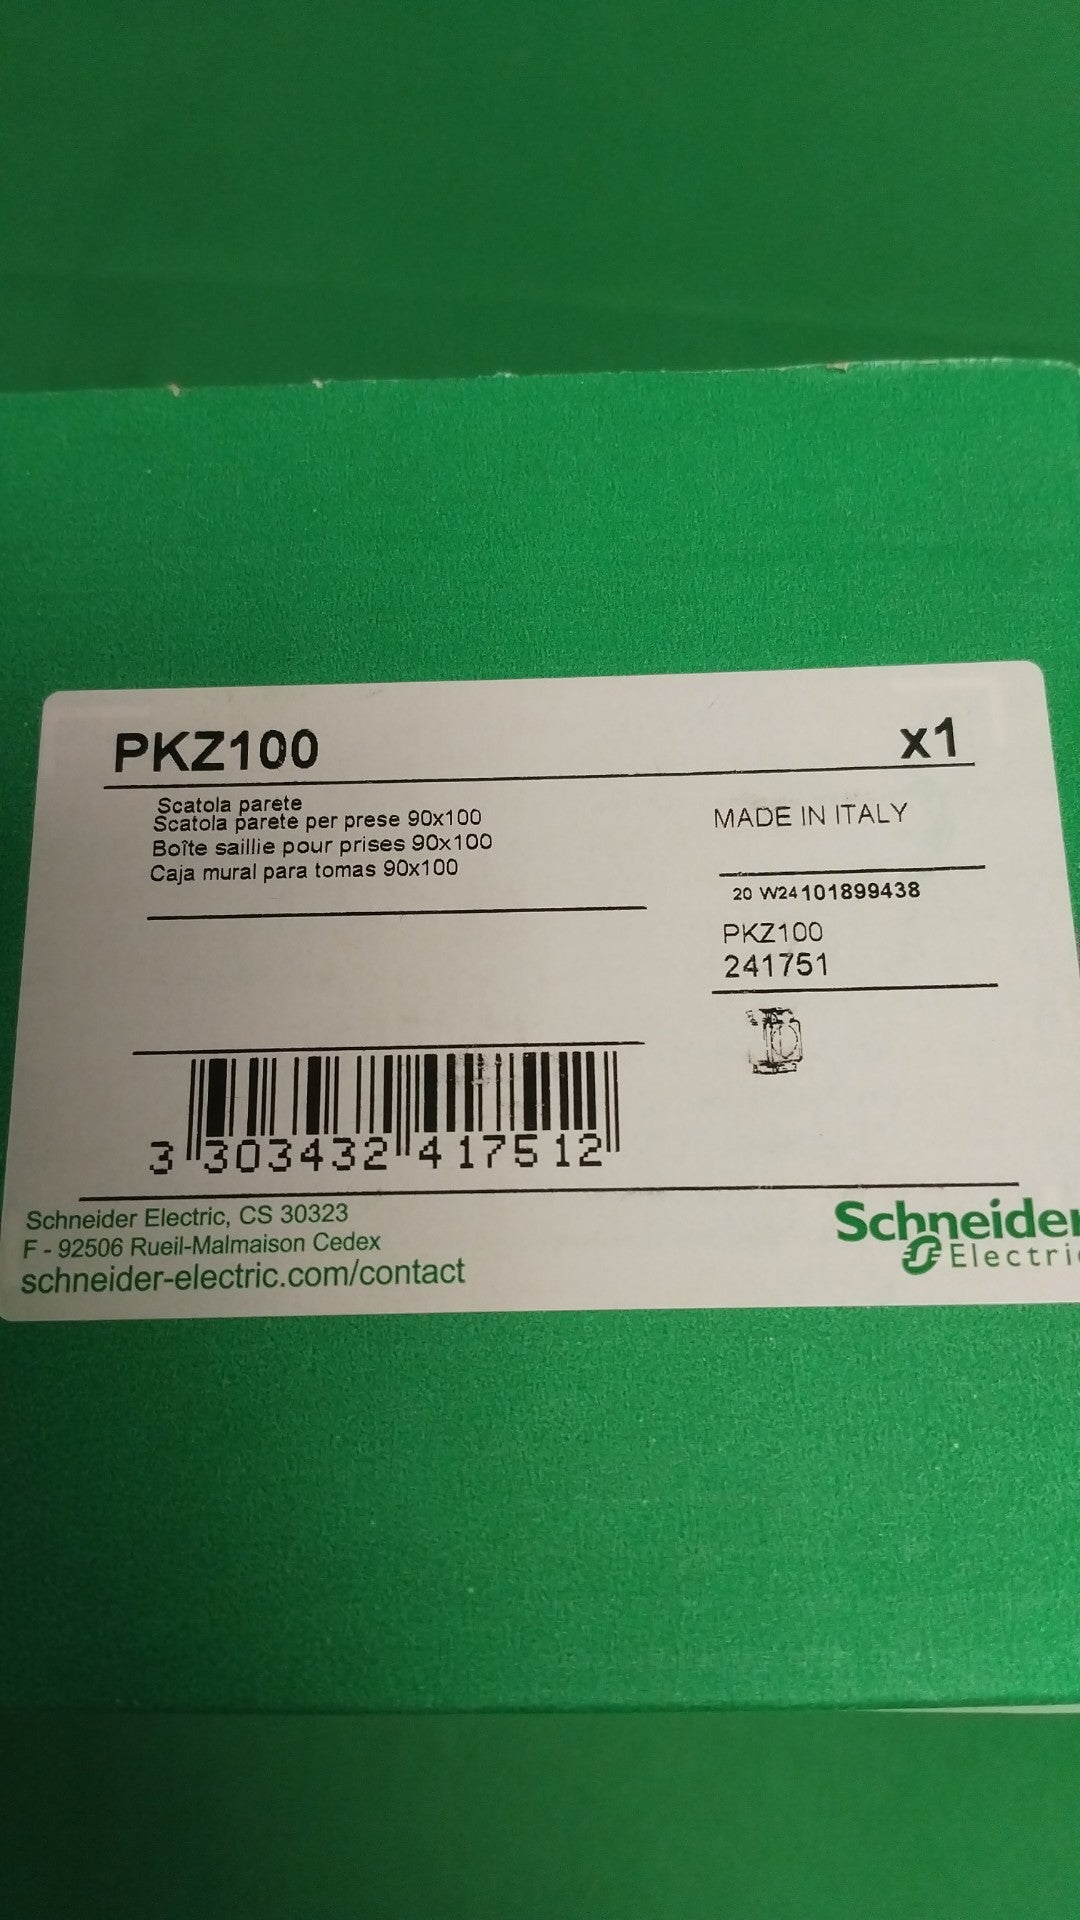 PKZ100
x1
Scatola parete
Scatola parete per prese 90x100
Boîte saillie pour prises 90x100
Caja mural para tomas 90x100
MADE IN ITALY
20 W24101899438
PKZ100
241751
3 303432 417512
Schneider Electric, CS 30323
F - 92506 Rueil-Malmaison Cedex
schneider-electric.com/contact
Schneider
Electric